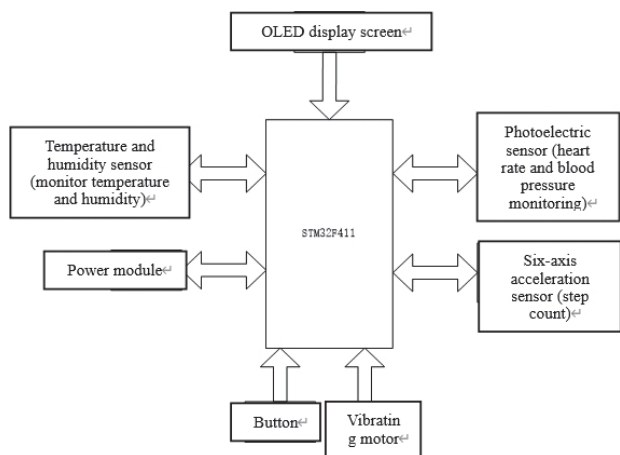 OLED display screen↵
Temperature and
humidity sensor
(monitor temperature
and humidity)↵
Photoelectric
sensor (heart
rate and blood
pressure
monitoring)↵
STM32F411
Power module↵
Six-axis
acceleration
sensor (step
count)↵
Button↵
Vibratin
g motor↵